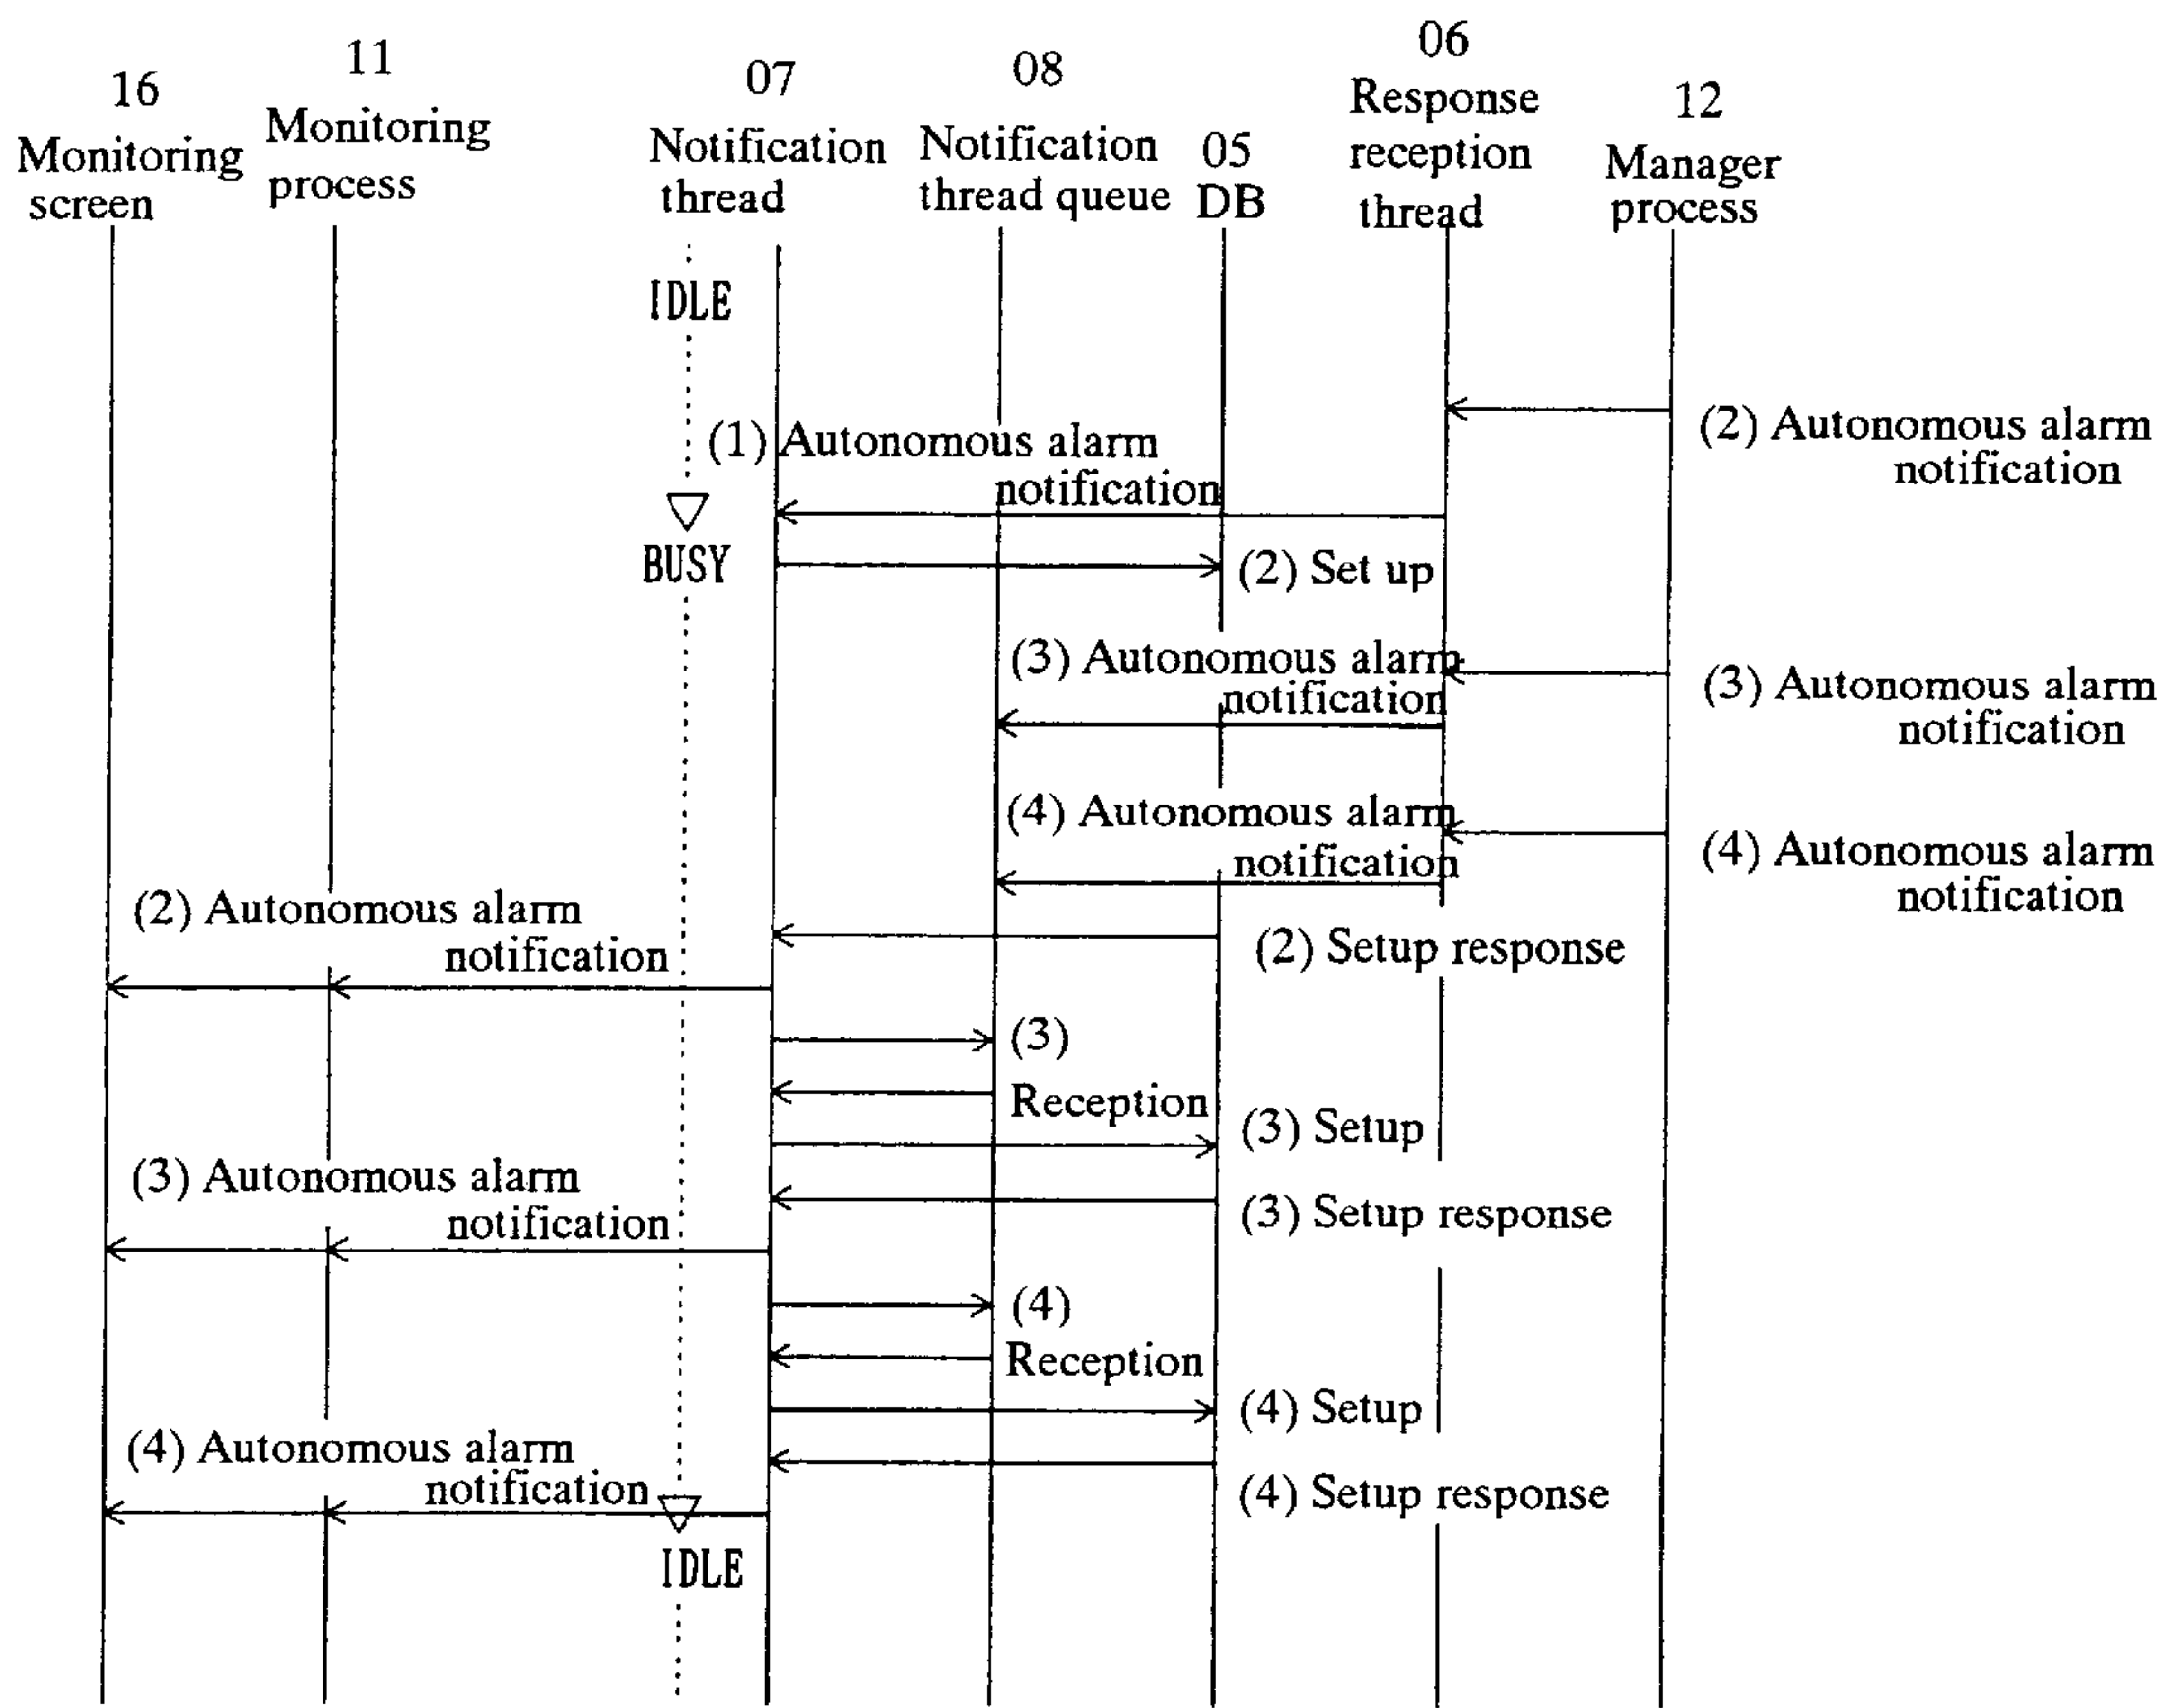 16
Monitoring
screen
11
Monitoring
process
07
Notification
thread
08
Notification
thread queue
05
DB
06
Response
reception
thread
12
Manager
process
IDLE
(2) Autonomous alarm
notification
(1) Autonomous alarm
notification
BUSY
(2) Set up
(3) Autonomous alarm
notification
(3) Autonomous alarm
notification
(4) Autonomous alarm
notification
(4) Autonomous alarm
notification
(2) Autonomous alarm
notification
(2) Setup response
(3)
Reception
(3) Setup
(3) Autonomous alarm
notification
(3) Setup response
(4)
Reception
(4) Setup
(4) Autonomous alarm
notification
(4) Setup response
IDLE